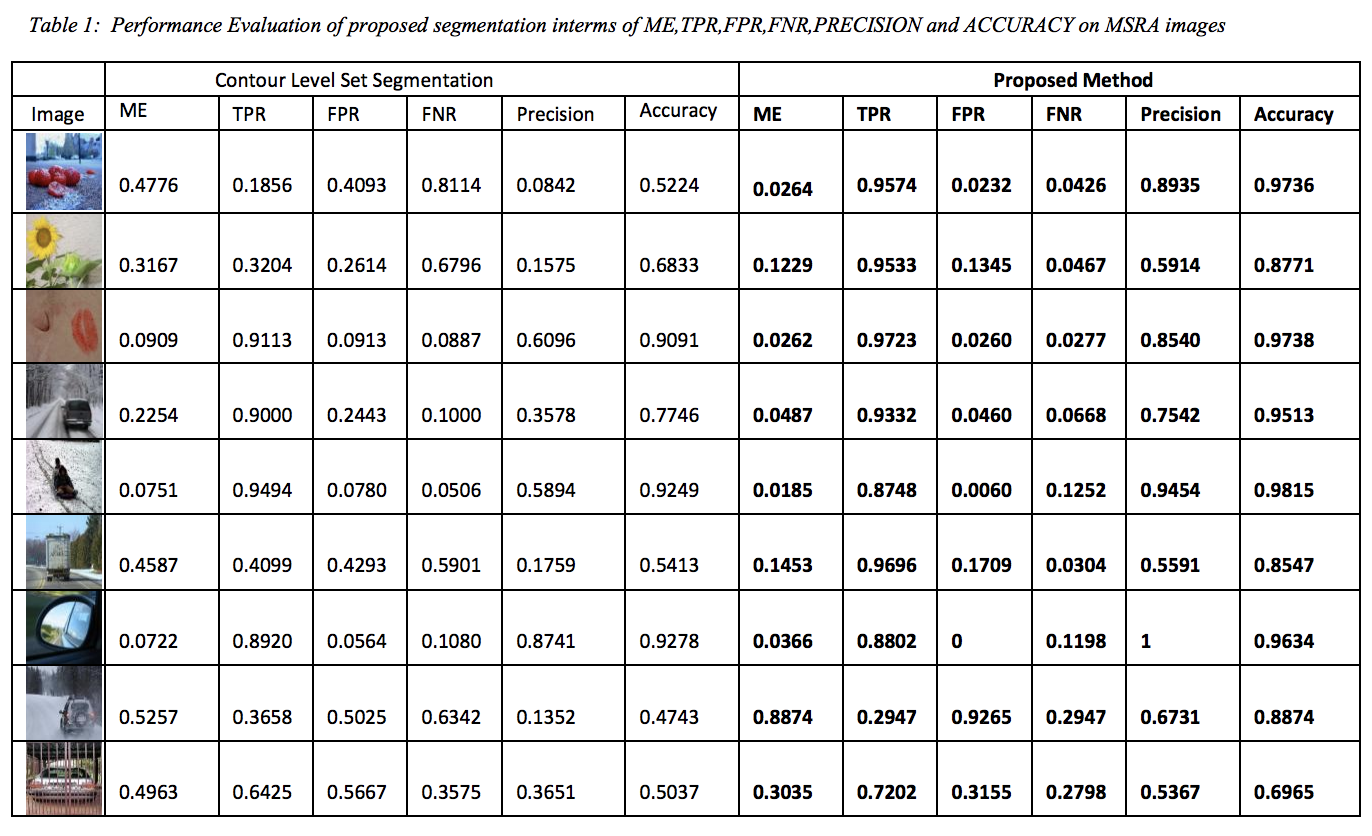 Table 1: Performance Evaluation of proposed segmentation interms of ME,TPR,FPR,FNR,PRECISION and ACCURACY on MSRA images
Contour Level Set Segmentation Proposed Method
Image ME TPR FPR FNR Precision Accuracy ME TPR FPR FNR Precision Accuracy
0.4776 0.1856 0.4093 0.8114 0.0842 0.5224 0.0264 0.9574 0.0232 0.0426 0.8935 0.9736
0.3167 0.3204 0.2614 0.6796 0.1575 0.6833 0.1229 0.9533 0.1345 0.0467 0.5914 0.8771
0.0909 0.9113 0.0913 0.0887 0.6096 0.9091 0.0262 0.9723 0.0260 0.0277 0.8540 0.9738
0.2254 0.9000 0.2443 0.1000 0.3578 0.7746 0.0487 0.9332 0.0460 0.0668 0.7542 0.9513
0.0751 0.9494 0.0780 0.0506 0.5894 0.9249 0.0185 0.8748 0.0060 0.1252 0.9454 0.9815
0.4587 0.4099 0.4293 0.5901 0.1759 0.5413 0.1453 0.9696 0.1709 0.0304 0.5591 0.8547
0.0722 0.8920 0.0564 0.1080 0.8741 0.9278 0.0366 0.8802 0 0.1198 1 0.9634
0.5257 0.3658 0.5025 0.6342 0.1352 0.4743 0.8874 0.2947 0.9265 0.2947 0.6731 0.8874
0.4963 0.6425 0.5667 0.3575 0.3651 0.5037 0.3035 0.7202 0.3155 0.2798 0.5367 0.6965